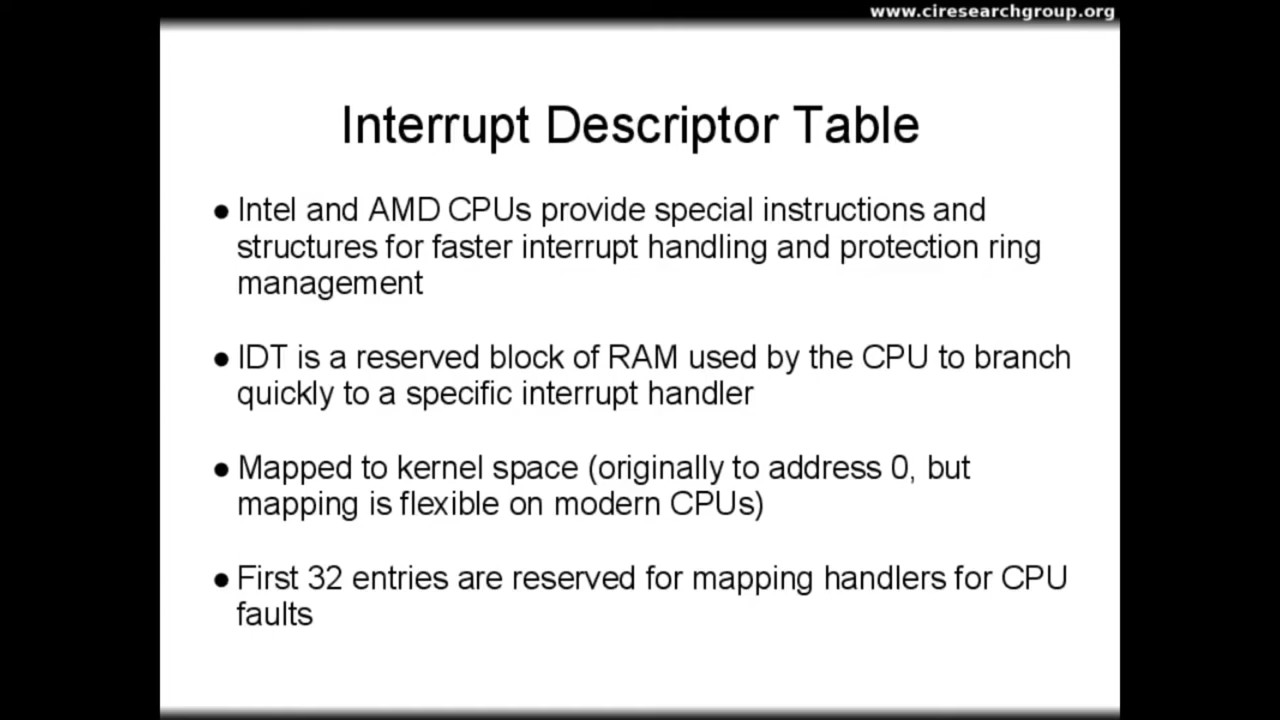 www.ciresearchgroup.org
Interrupt Descriptor Table
● Intel and AMD CPUs provide special instructions and
structures for faster interrupt handling and protection ring
management
● IDT is a reserved block of RAM used by the CPU to branch
quickly to a specific interrupt handler
● Mapped to kernel space (originally to address 0, but
mapping is flexible on modern CPUs)
● First 32 entries are reserved for mapping handlers for CPU
faults